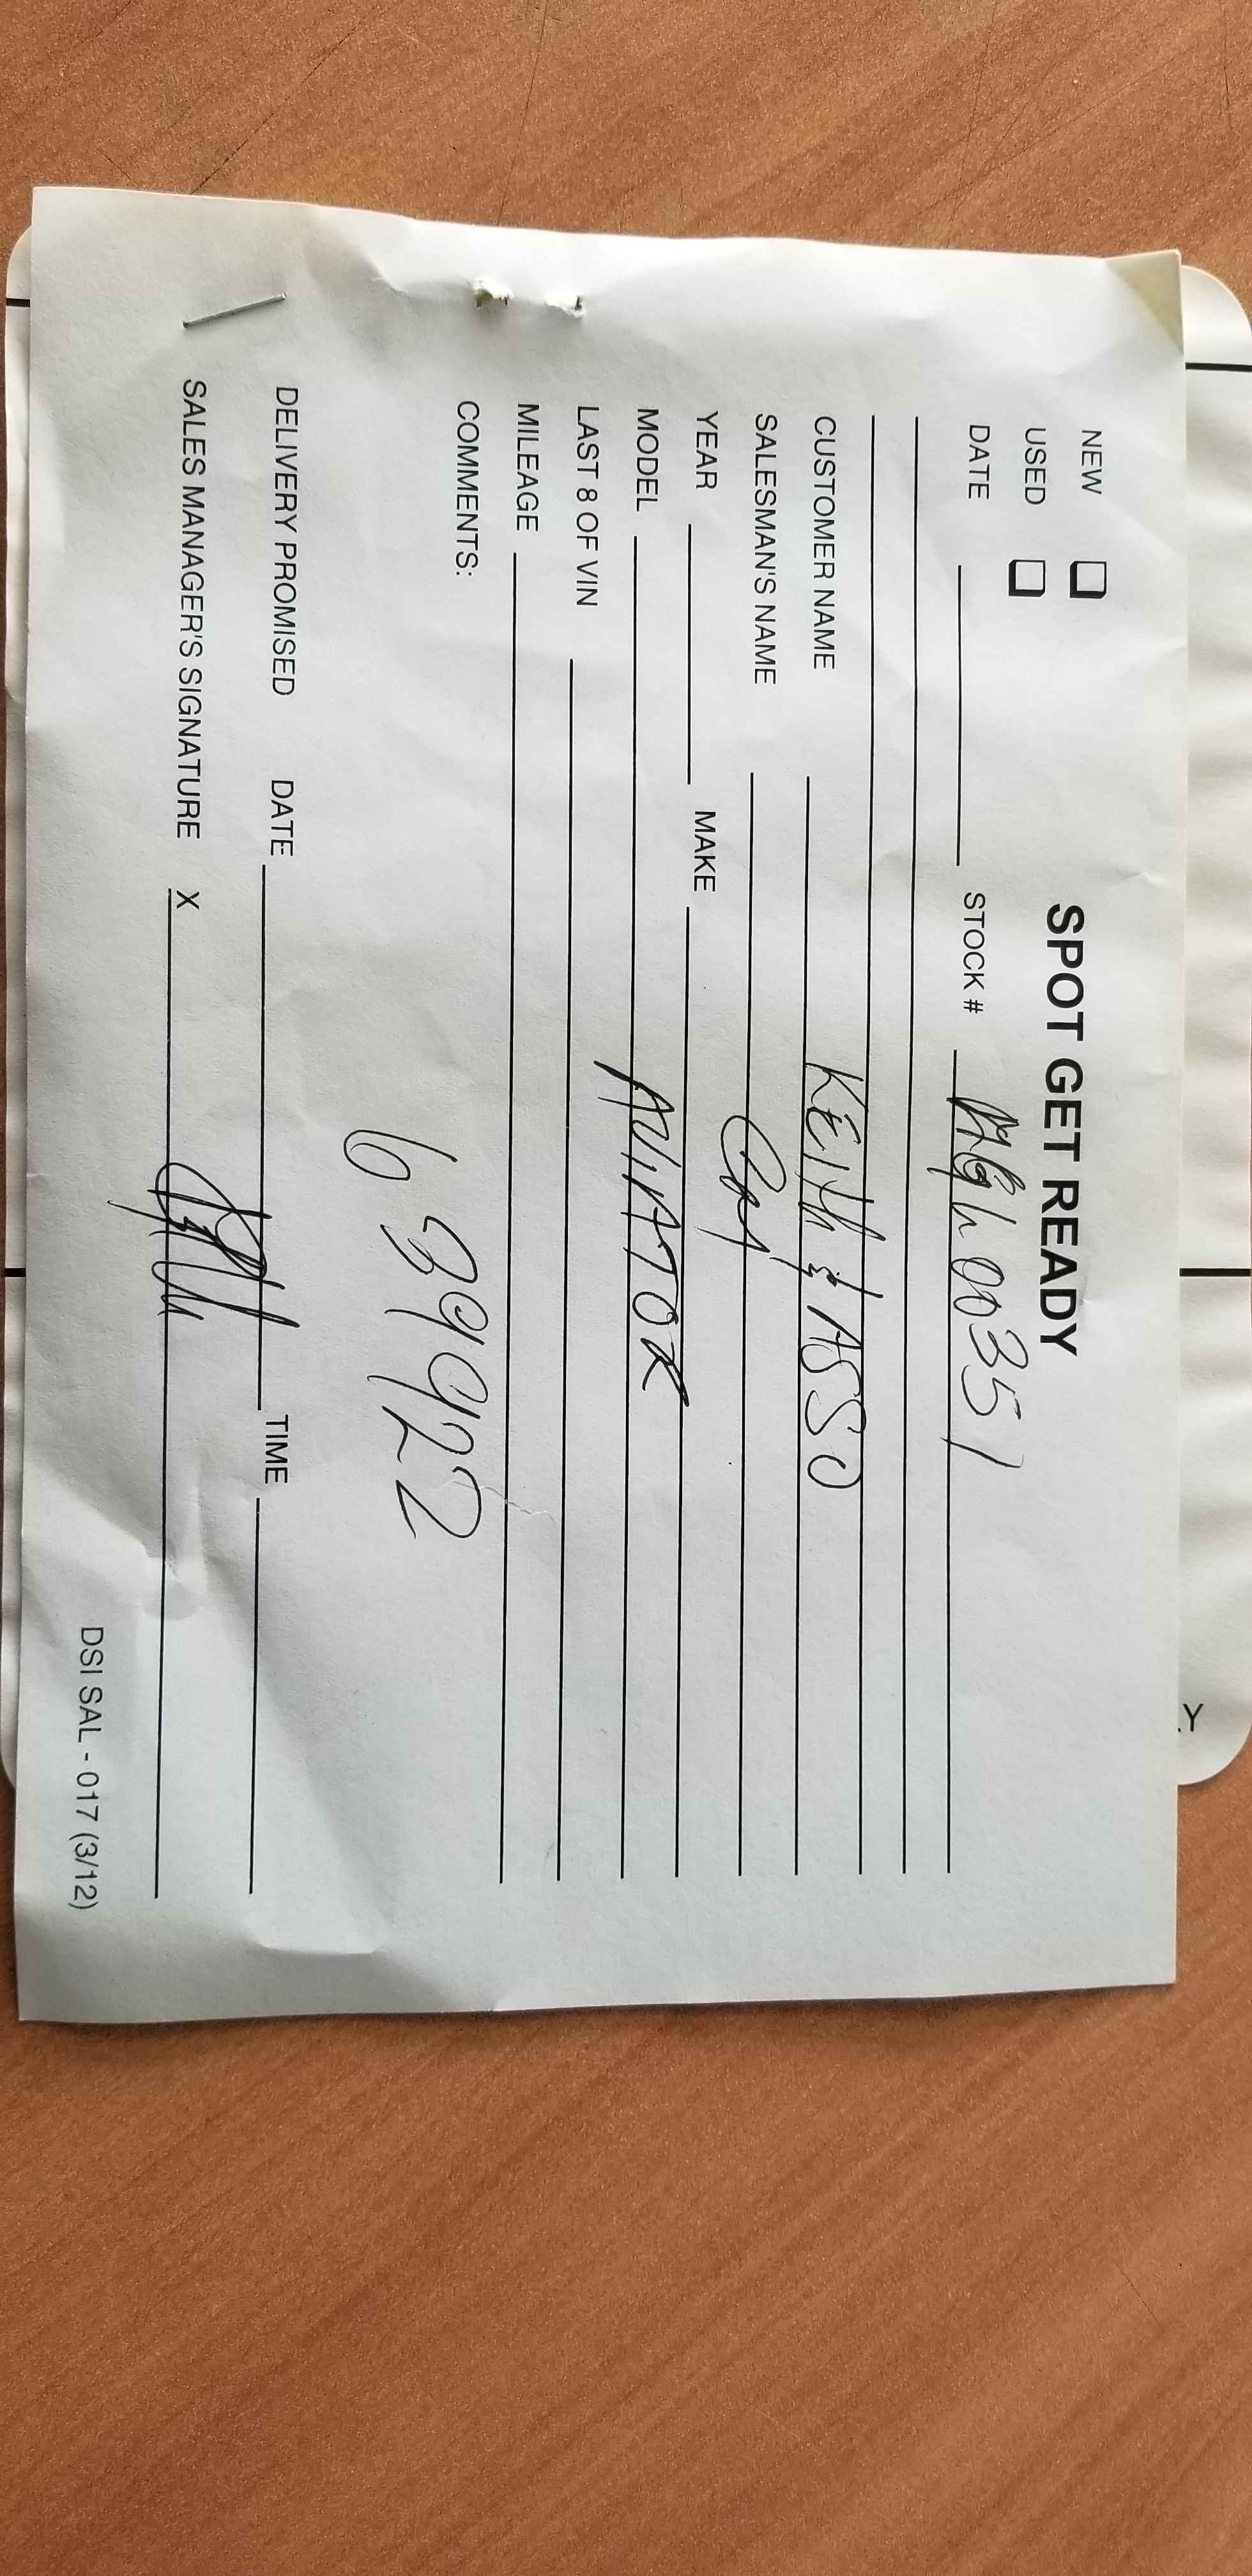 SPOT GET READY
NEW
USED
DATE STOCK # 00351
CUSTOMER NAME KEITH & ASSO
SALESMAN'S NAME
YEAR MAKE
MODEL AVIATOR
LAST 8 OF VIN
MILEAGE
COMMENTS:
639922
DELIVERY PROMISED DATE TIME
SALES MANAGER'S SIGNATURE X
DSI SAL - 017 (3/12)
Y